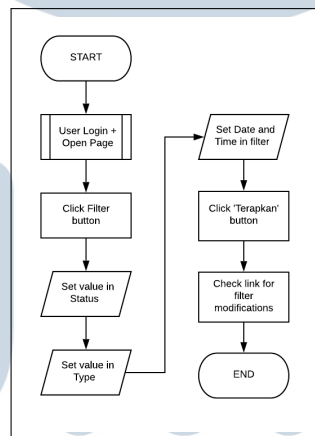 START
User Login +
Open Page
Click Filter
button
Set value in
Status
Set value in
Type
Set Date and
Time in filter
Click 'Terapkan'
button
Check link for
filter
modifications
END